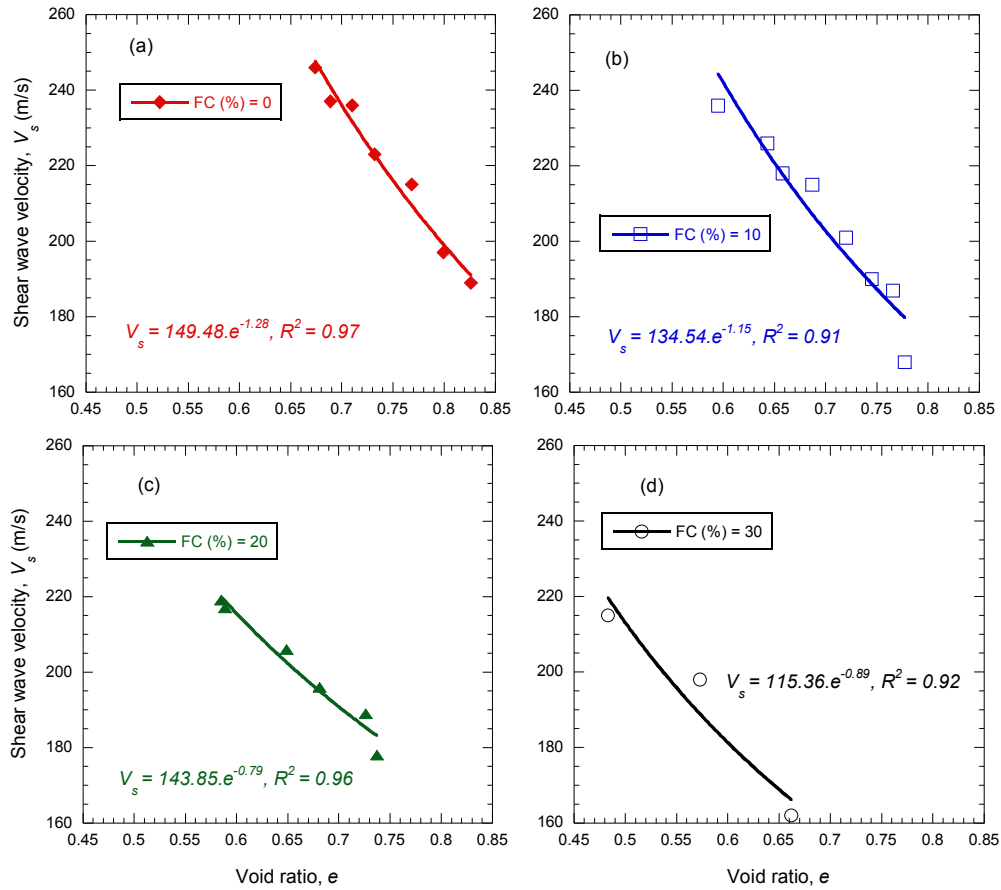 260
240
220
200
180
160
Shear wave velocity, V_s (m/s)
(a)
FC (%) = 0
V_s = 149.48.e^-1.28, R^2 = 0.97
0.45 0.5 0.55 0.6 0.65 0.7 0.75 0.8 0.85
260
240
220
200
180
160
(b)
FC (%) = 10
V_s = 134.54.e^-1.15, R^2 = 0.91
0.45 0.5 0.55 0.6 0.65 0.7 0.75 0.8 0.85
260
240
220
200
180
160
Shear wave velocity, V_s (m/s)
(c)
FC (%) = 20
V_s = 143.85.e^-0.79, R^2 = 0.96
0.45 0.5 0.55 0.6 0.65 0.7 0.75 0.8 0.85
Void ratio, e
260
240
220
200
180
160
(d)
FC (%) = 30
V_s = 115.36.e^-0.89, R^2 = 0.92
0.45 0.5 0.55 0.6 0.65 0.7 0.75 0.8 0.85
Void ratio, e